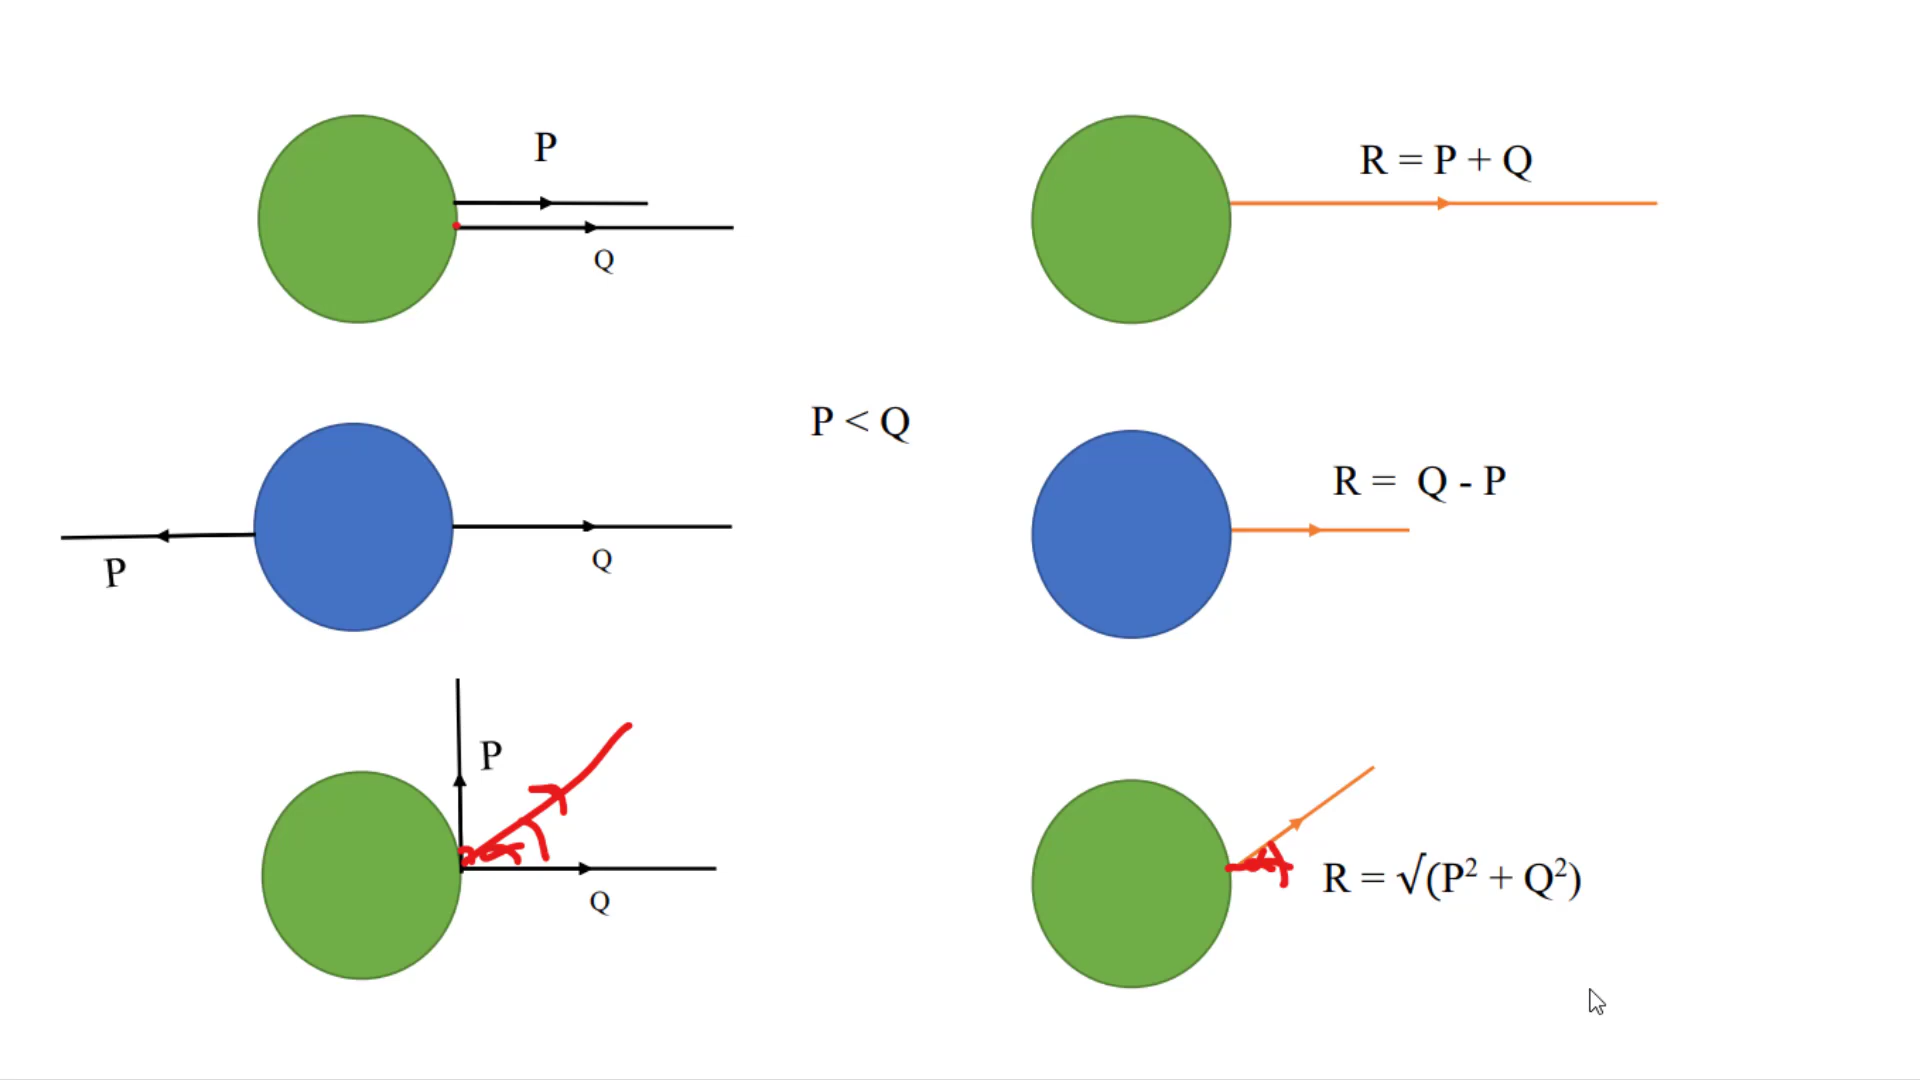 P
Q
R = P + Q
P < Q
P
Q
R = Q - P
P
Q
R = √(P² + Q²)